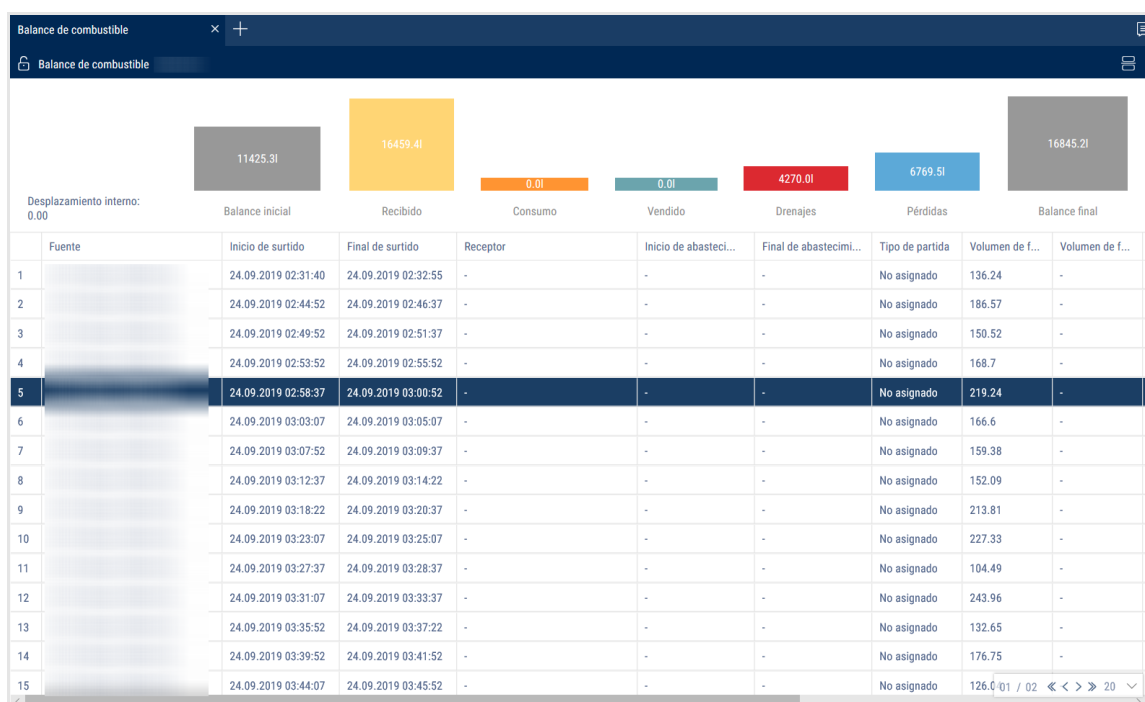 Balance de combustible × +
Balance de combustible
11425.3l 16459.4l 0.0l 0.0l 4270.0l 6769.5l 16845.2l
Desplazamiento interno:
0.00
Balance inicial Recibido Consumo Vendido Drenajes Pérdidas Balance final
Fuente Inicio de surtido Final de surtido Receptor Inicio de abasteci... Final de abastecimi... Tipo de partida Volumen de f... Volumen de f...
1 24.09.2019 02:31:40 24.09.2019 02:32:55 - - - No asignado 136.24 -
2 24.09.2019 02:44:52 24.09.2019 02:46:37 - - - No asignado 186.57 -
3 24.09.2019 02:49:52 24.09.2019 02:51:37 - - - No asignado 150.52 -
4 24.09.2019 02:53:52 24.09.2019 02:55:52 - - - No asignado 168.7 -
5 24.09.2019 02:58:37 24.09.2019 03:00:52 - - - No asignado 219.24 -
6 24.09.2019 03:03:07 24.09.2019 03:05:07 - - - No asignado 166.6 -
7 24.09.2019 03:07:52 24.09.2019 03:09:37 - - - No asignado 159.38 -
8 24.09.2019 03:12:37 24.09.2019 03:14:22 - - - No asignado 152.09 -
9 24.09.2019 03:18:22 24.09.2019 03:20:37 - - - No asignado 213.81 -
10 24.09.2019 03:23:07 24.09.2019 03:25:07 - - - No asignado 227.33 -
11 24.09.2019 03:27:37 24.09.2019 03:28:37 - - - No asignado 104.49 -
12 24.09.2019 03:31:07 24.09.2019 03:33:37 - - - No asignado 243.96 -
13 24.09.2019 03:35:52 24.09.2019 03:37:22 - - - No asignado 132.65 -
14 24.09.2019 03:39:52 24.09.2019 03:41:52 - - - No asignado 176.75 -
15 24.09.2019 03:44:07 24.09.2019 03:45:52 - - - No asignado 01 / 02 20